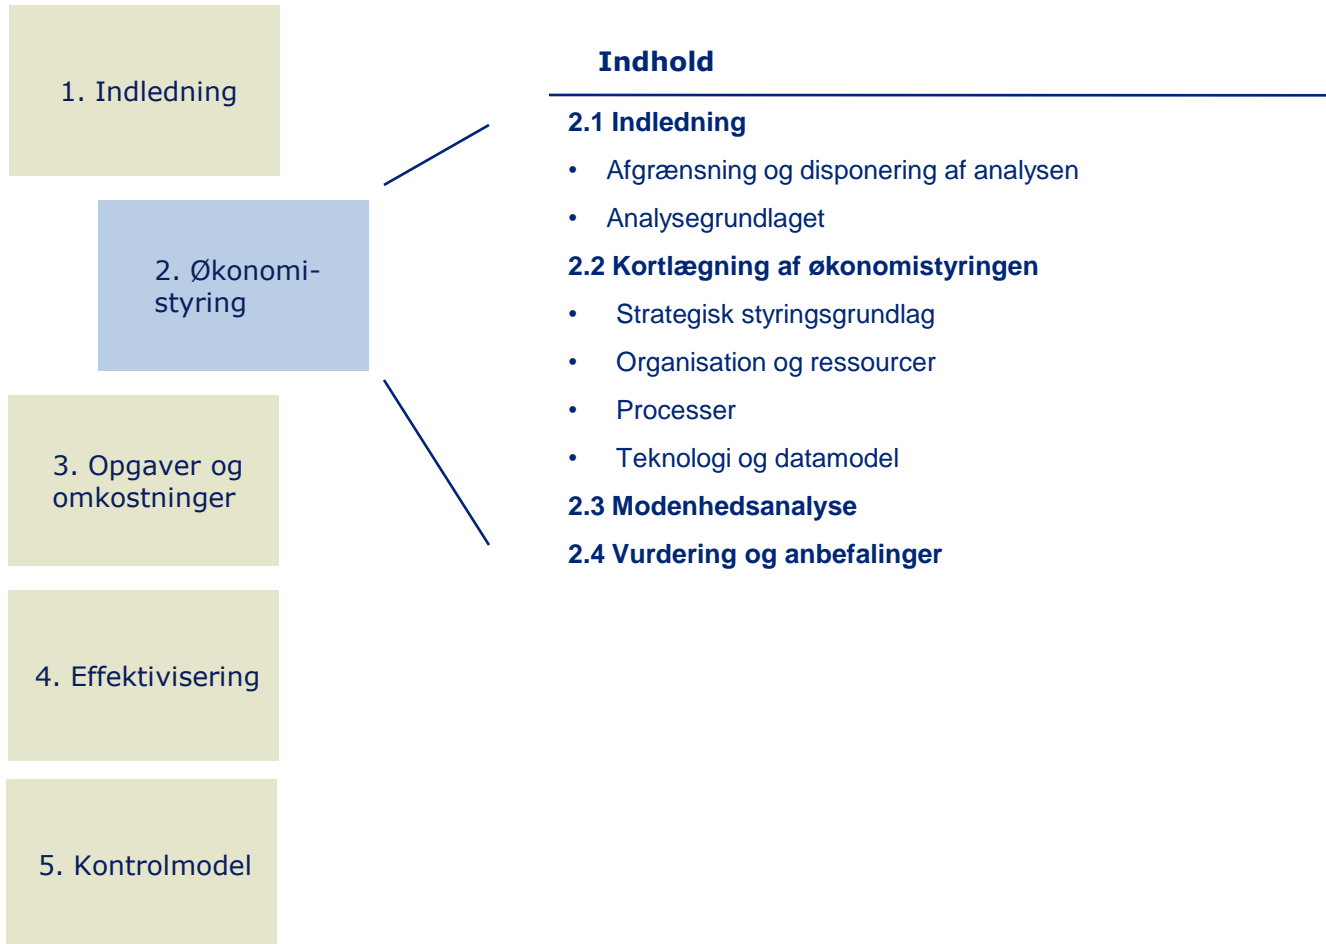 1. Indledning
2. Økonomi-
styring
3. Opgaver og
omkostninger
4. Effektivisering
5. Kontrolmodel
Indhold
2.1 Indledning
• Afgrænsning og disponering af analysen
• Analysegrundlaget
2.2 Kortlægning af økonomistyringen
• Strategisk styringsgrundlag
• Organisation og ressourcer
• Processer
• Teknologi og datamodel
2.3 Modenhedsanalyse
2.4 Vurdering og anbefalinger